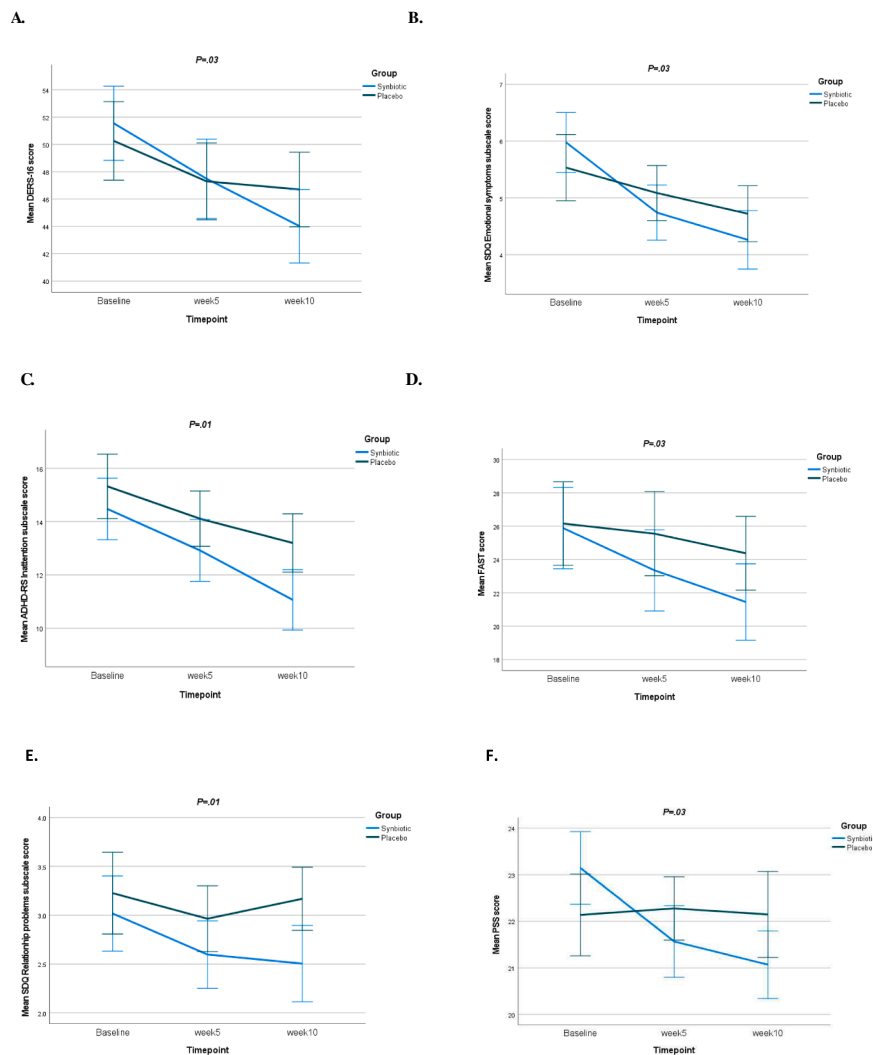 A.
P=.03
Group
Synbiotic
Placebo
Mean DERS-16 score
54
52
50
48
46
44
42
40
Baseline week5 week10
Timepoint
B.
P=.03
Group
Synbiotic
Placebo
Mean SDQ Emotional symptoms subscale score
7
6
5
4
Baseline week5 week10
Timepoint
C.
P=.01
Group
Synbiotic
Placebo
Mean ADHD-RS Inattention subscale score
16
14
12
10
Baseline week5 week10
Timepoint
D.
P=.03
Group
Synbiotic
Placebo
Mean FAST score
30
28
26
24
22
20
18
Baseline week5 week10
Timepoint
E.
P=.01
Group
Synbiotic
Placebo
Mean SDQ Relationrip problems subscale score
4.0
3.5
3.0
2.5
2.0
Baseline week5 week10
Timepoint
F.
P=.03
Group
Synbioti
Placebo
Mean PSS score
24
23
22
21
20
Baseline week5 week10
Timepoint